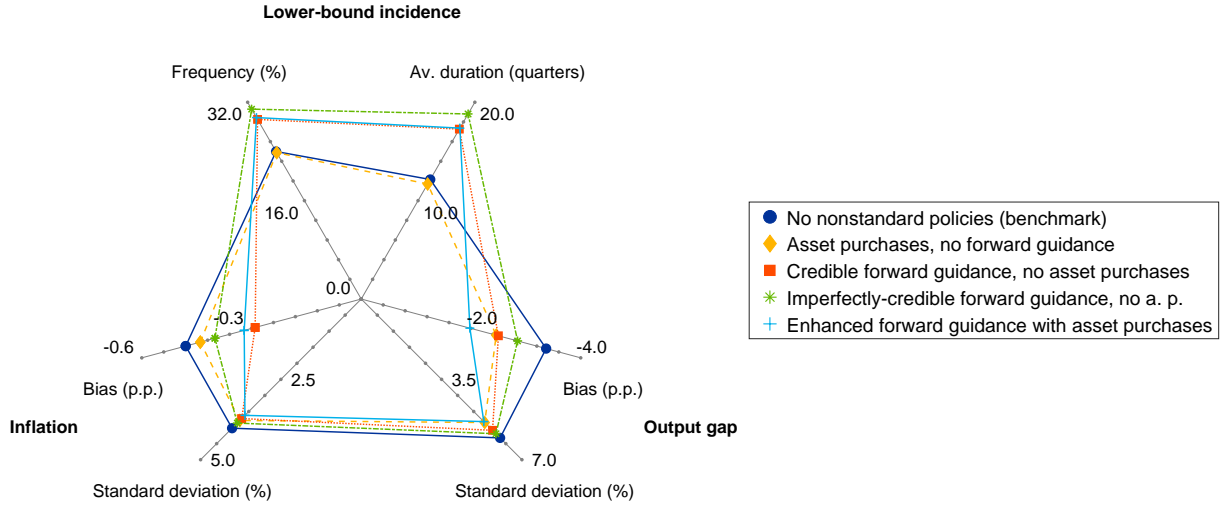 Lower-bound incidence
Frequency (%)
Av. duration (quarters)
32.0
20.0
16.0
10.0
0.0
-0.3
-2.0
-0.6
-4.0
Bias (p.p.)
Bias (p.p.)
2.5
3.5
Inflation
Output gap
5.0
7.0
Standard deviation (%)
Standard deviation (%)
No nonstandard policies (benchmark)
Asset purchases, no forward guidance
Credible forward guidance, no asset purchases
Imperfectly-credible forward guidance, no a. p.
Enhanced forward guidance with asset purchases